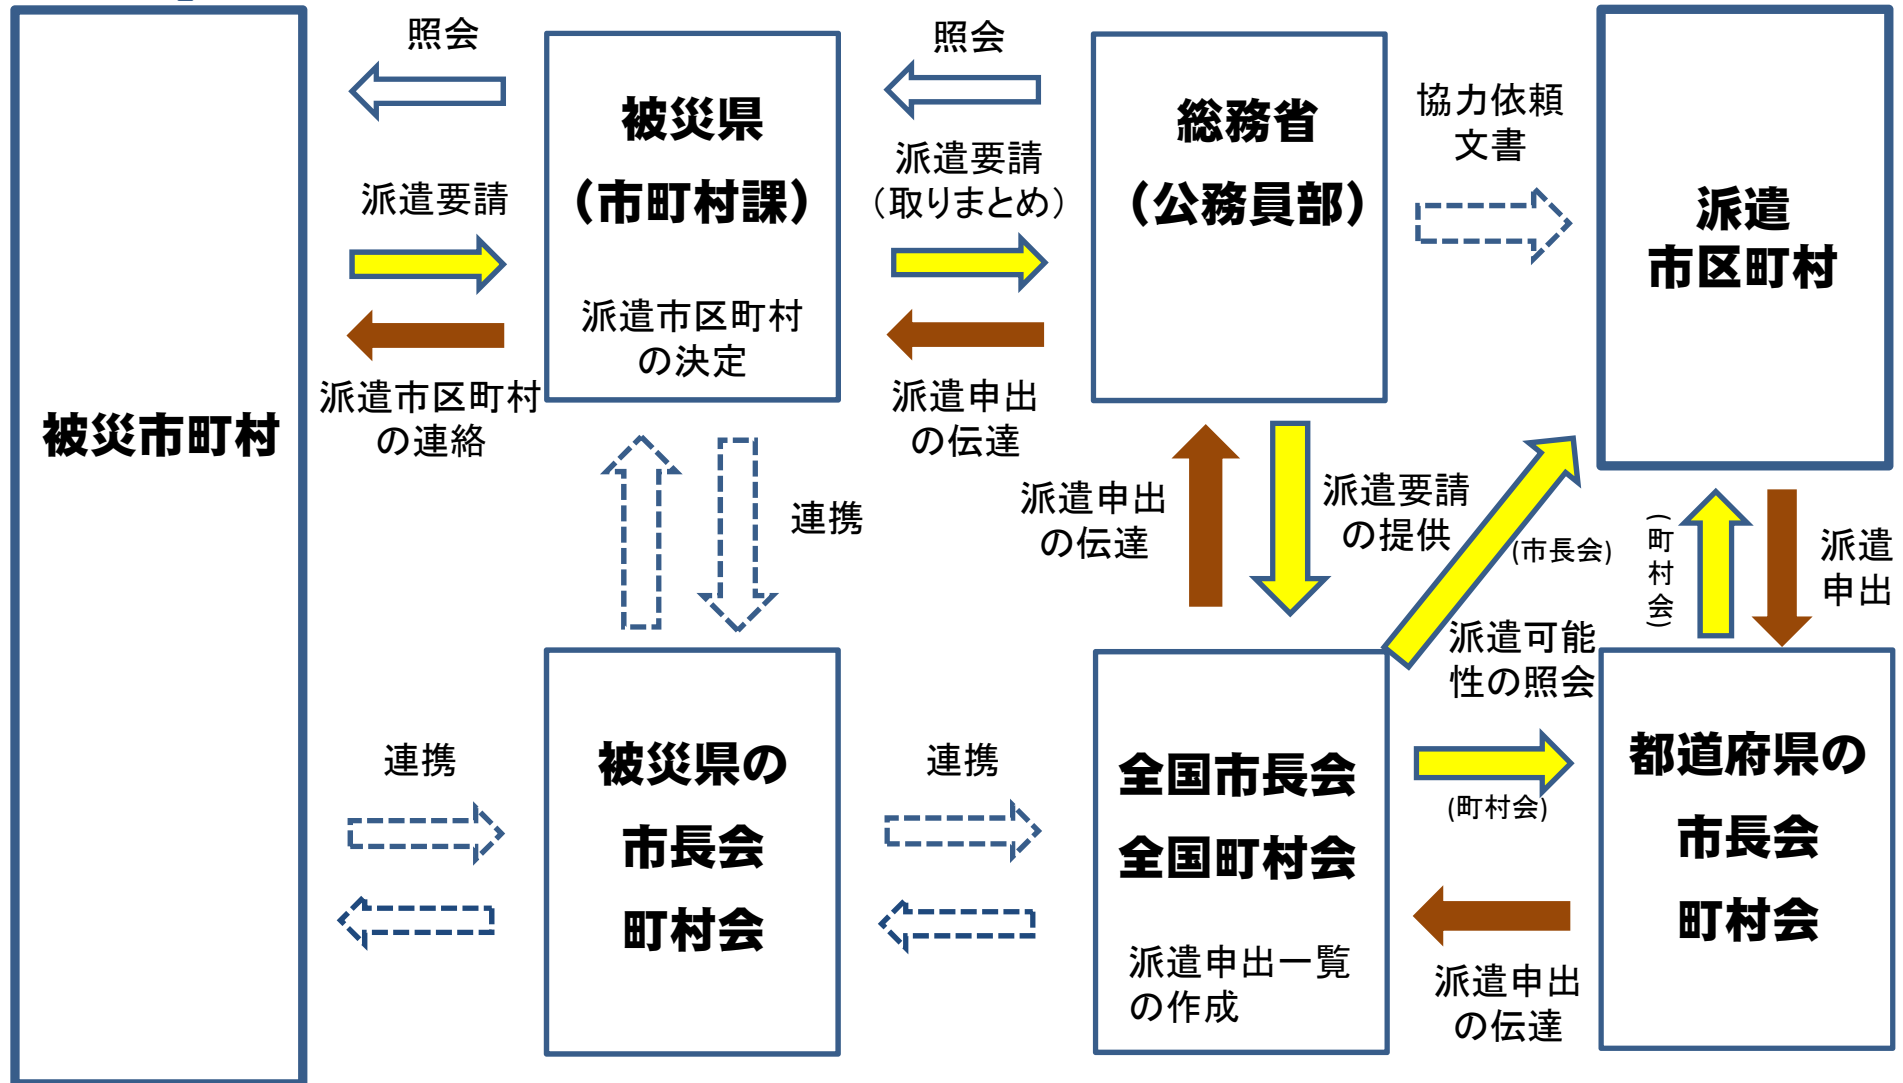 被災市町村
照会
派遣要請
派遣市区町村
の連絡
被災県
（市町村課）
派遣市区町村
の決定
照会
派遣要請
（取りまとめ）
派遣申出
の伝達
総務省
（公務員部）
協力依頼
文書
派遣
市区町村
連携
派遣申出
の伝達
派遣要請
の提供
(市長会)
(町村会)
派遣
申出
派遣可能
性の照会
連携
被災県の
市長会
町村会
連携
全国市長会
全国町村会
派遣申出一覧
の作成
(町村会)
派遣申出
の伝達
都道府県の
市長会
町村会